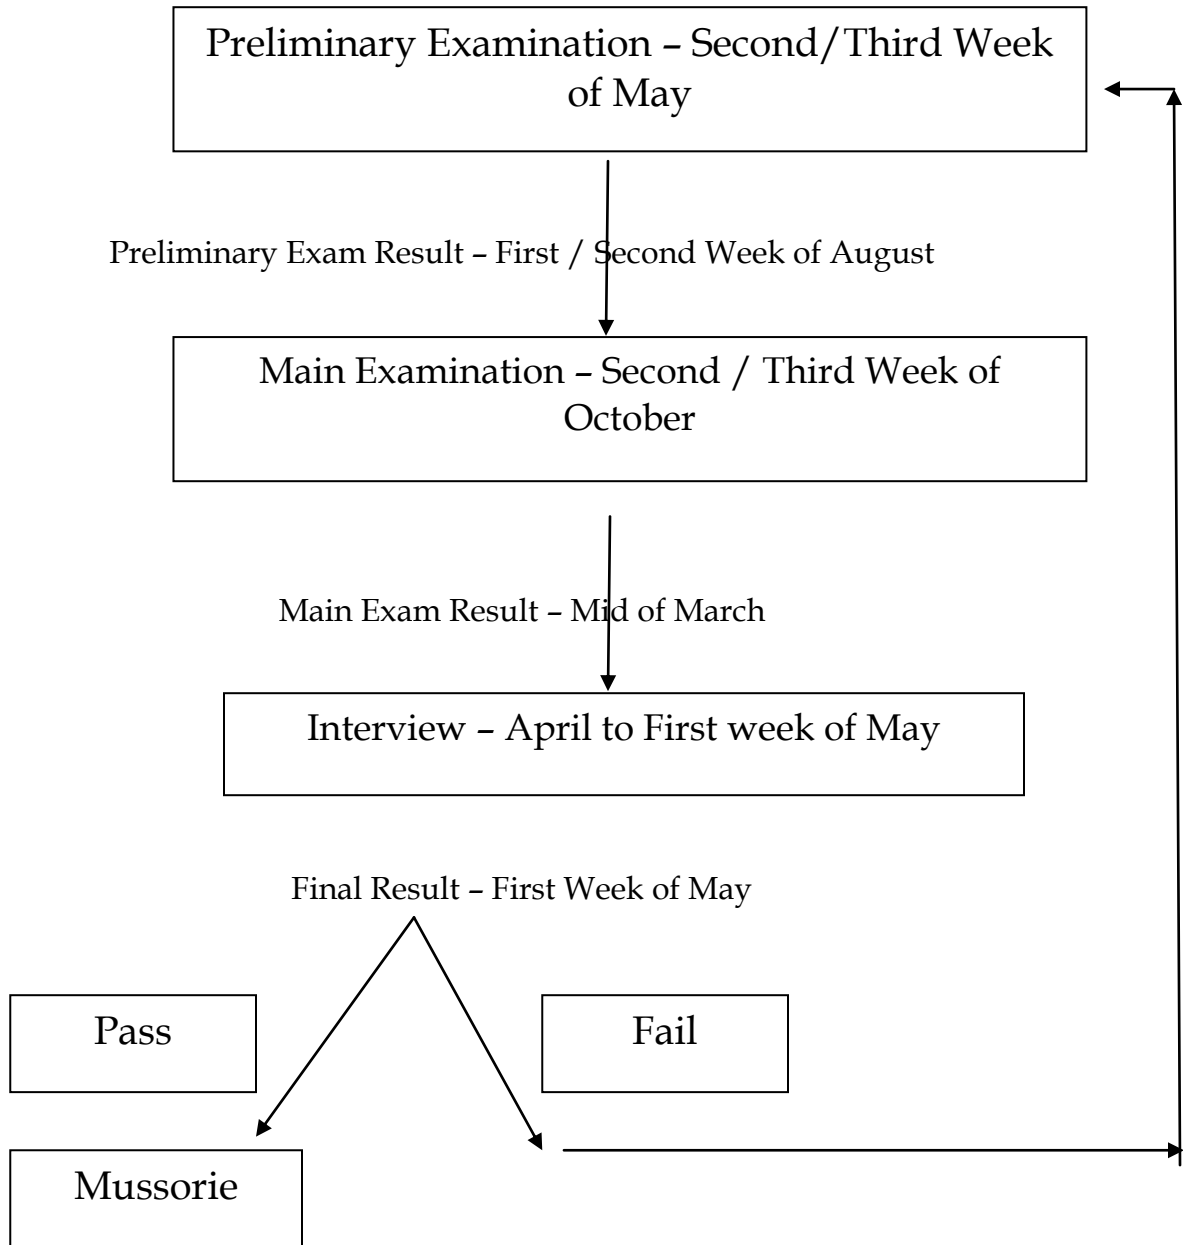 Preliminary Examination – Second/Third Week
of May
Preliminary Exam Result – First / Second Week of August
Main Examination – Second / Third Week of
October
Main Exam Result – Mid of March
Interview – April to First week of May
Final Result – First Week of May
Pass
Fail
Mussorie